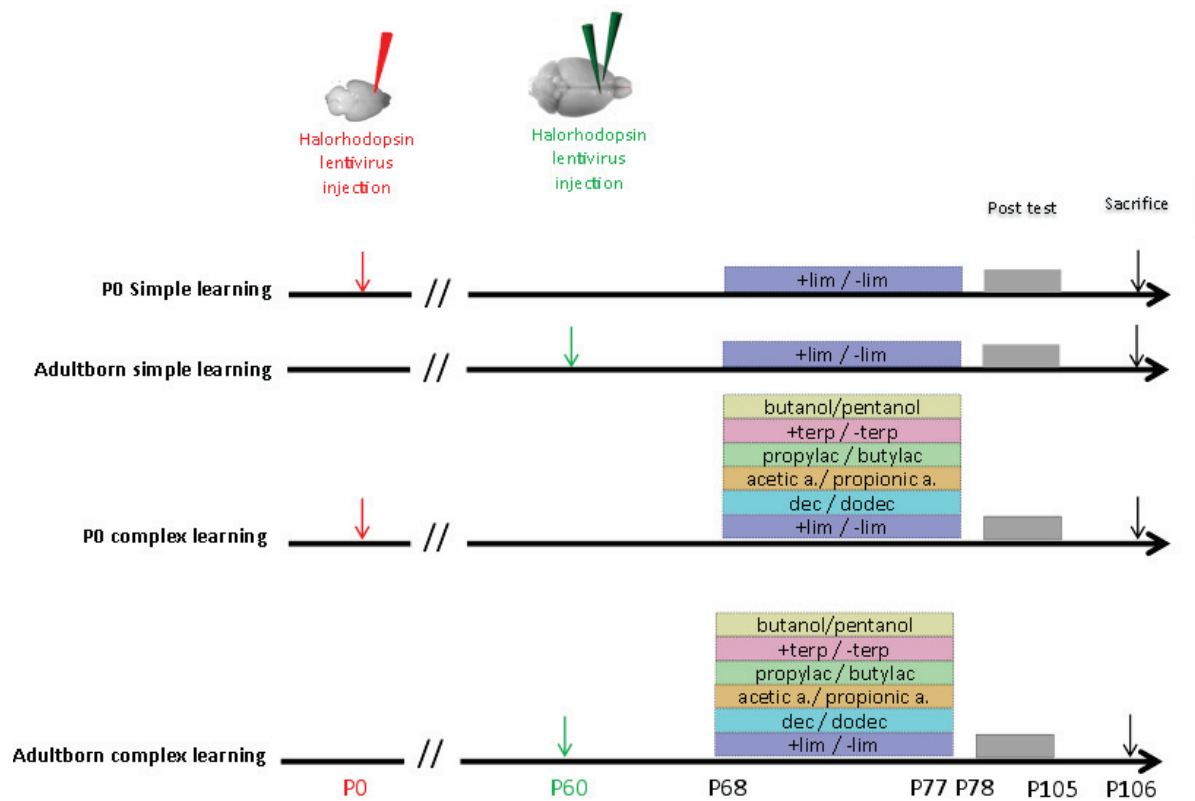 Halorhodopsin
lentivirus
injection
Halorhodopsin
lentivirus
injection
Post test
Sacrifice
P0 Simple learning
+lim / -lim
Adultborn simple learning
+lim / -lim
butanol/pentanol
+terp / -terp
propylac / butylac
acetic a./ propionic a.
dec / dodec
P0 complex learning
+lim / -lim
butanol/pentanol
+terp / -terp
propylac / butylac
acetic a./ propionic a.
dec / dodec
Adultborn complex learning
+lim / -lim
P0
P60
P68
P77 P78
P105
P106